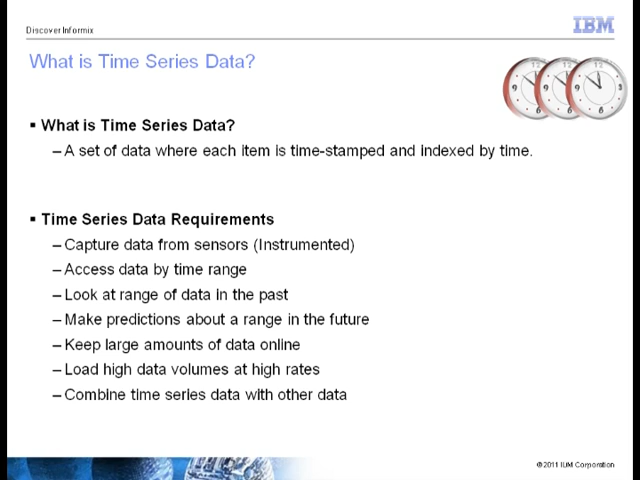 Discover Informix
IBM
What is Time Series Data?
▪ What is Time Series Data?
– A set of data where each item is time-stamped and indexed by time.
▪ Time Series Data Requirements
– Capture data from sensors (Instrumented)
– Access data by time range
– Look at range of data in the past
– Make predictions about a range in the future
– Keep large amounts of data online
– Load high data volumes at high rates
– Combine time series data with other data
© 2011 IBM Corporation